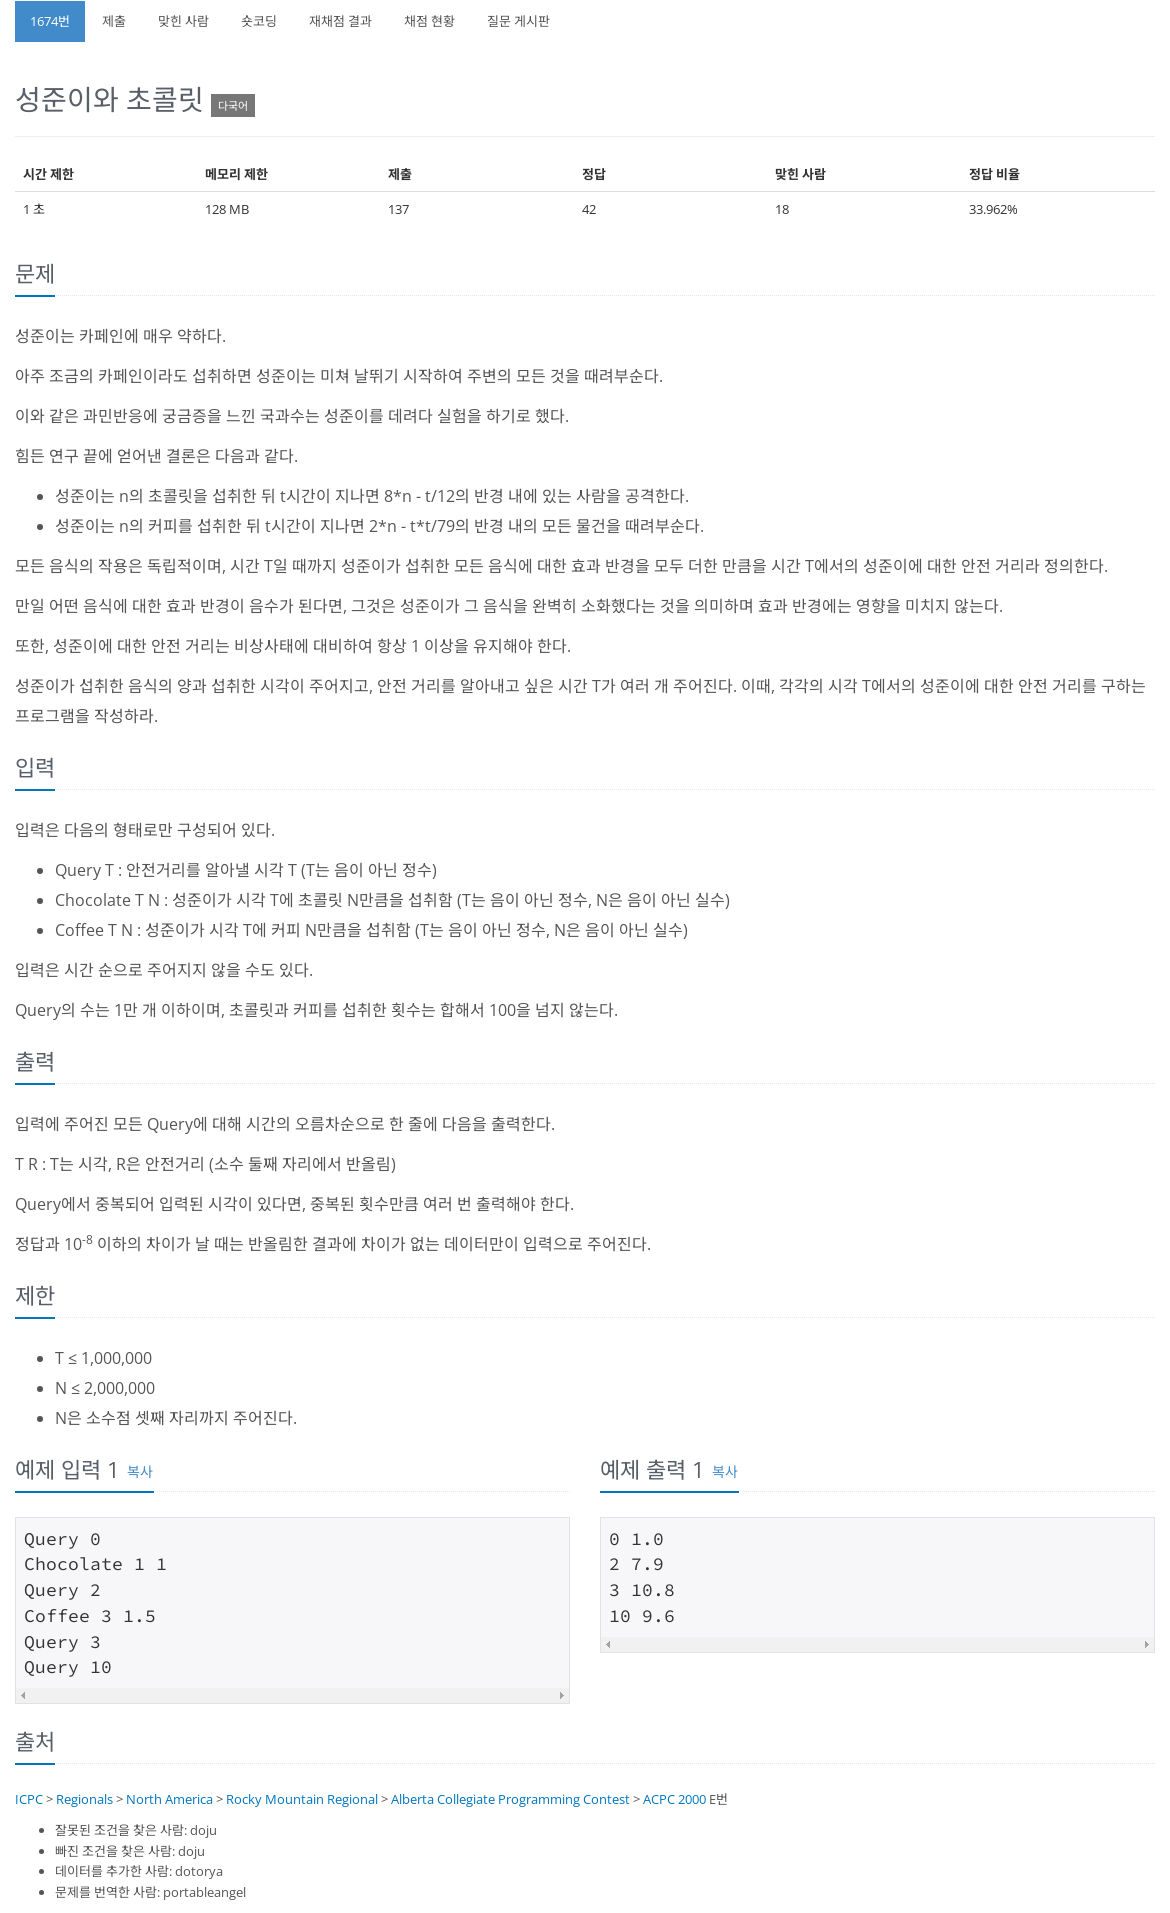 1674번 제출 맞힌 사람 숏코딩 재채점 결과 채점 현황 질문 게시판
성준이와 초콜릿 다국어
시간 제한 메모리 제한 제출 정답 맞힌 사람 정답 비율
1 초 128 MB 137 42 18 33.962%
문제
성준이는 카페인에 매우 약하다.
아주 조금의 카페인이라도 섭취하면 성준이는 미쳐 날뛰기 시작하여 주변의 모든 것을 때려부순다.
이와 같은 과민반응에 궁금증을 느낀 국과수는 성준이를 데려다 실험을 하기로 했다.
힘든 연구 끝에 얻어낸 결론은 다음과 같다.
• 성준이는 n의 초콜릿을 섭취한 뒤 t시간이 지나면 8*n - t/12의 반경 내에 있는 사람을 공격한다.
• 성준이는 n의 커피를 섭취한 뒤 t시간이 지나면 2*n - t*t/79의 반경 내의 모든 물건을 때려부순다.
모든 음식의 작용은 독립적이며, 시간 T일 때까지 성준이가 섭취한 모든 음식에 대한 효과 반경을 모두 더한 만큼을 시간 T에서의 성준이에 대한 안전 거리라 정의한다.
만일 어떤 음식에 대한 효과 반경이 음수가 된다면, 그것은 성준이가 그 음식을 완벽히 소화했다는 것을 의미하며 효과 반경에는 영향을 미치지 않는다.
또한, 성준이에 대한 안전 거리는 비상사태에 대비하여 항상 1 이상을 유지해야 한다.
성준이가 섭취한 음식의 양과 섭취한 시각이 주어지고, 안전 거리를 알아내고 싶은 시간 T가 여러 개 주어진다. 이때, 각각의 시각 T에서의 성준이에 대한 안전 거리를 구하는
프로그램을 작성하라.
입력
입력은 다음의 형태로만 구성되어 있다.
• Query T : 안전거리를 알아낼 시각 T (T는 음이 아닌 정수)
• Chocolate T N : 성준이가 시각 T에 초콜릿 N만큼을 섭취함 (T는 음이 아닌 정수, N은 음이 아닌 실수)
• Coffee T N : 성준이가 시각 T에 커피 N만큼을 섭취함 (T는 음이 아닌 정수, N은 음이 아닌 실수)
입력은 시간 순으로 주어지지 않을 수도 있다.
Query의 수는 1만 개 이하이며, 초콜릿과 커피를 섭취한 횟수는 합해서 100을 넘지 않는다.
출력
입력에 주어진 모든 Query에 대해 시간의 오름차순으로 한 줄에 다음을 출력한다.
T R : T는 시각, R은 안전거리 (소수 둘째 자리에서 반올림)
Query에서 중복되어 입력된 시각이 있다면, 중복된 횟수만큼 여러 번 출력해야 한다.
정답과 10-8 이하의 차이가 날 때는 반올림한 결과에 차이가 없는 데이터만이 입력으로 주어진다.
제한
• T ≤ 1,000,000
• N ≤ 2,000,000
• N은 소수점 셋째 자리까지 주어진다.
예제 입력 1 복사
Query 0
Chocolate 1 1
Query 2
Coffee 3 1.5
Query 3
Query 10
예제 출력 1 복사
0 1.0
2 7.9
3 10.8
10 9.6
출처
ICPC > Regionals > North America > Rocky Mountain Regional > Alberta Collegiate Programming Contest > ACPC 2000 E번
• 잘못된 조건을 찾은 사람: doju
• 빠진 조건을 찾은 사람: doju
• 데이터를 추가한 사람: dotorya
• 문제를 번역한 사람: portableangel